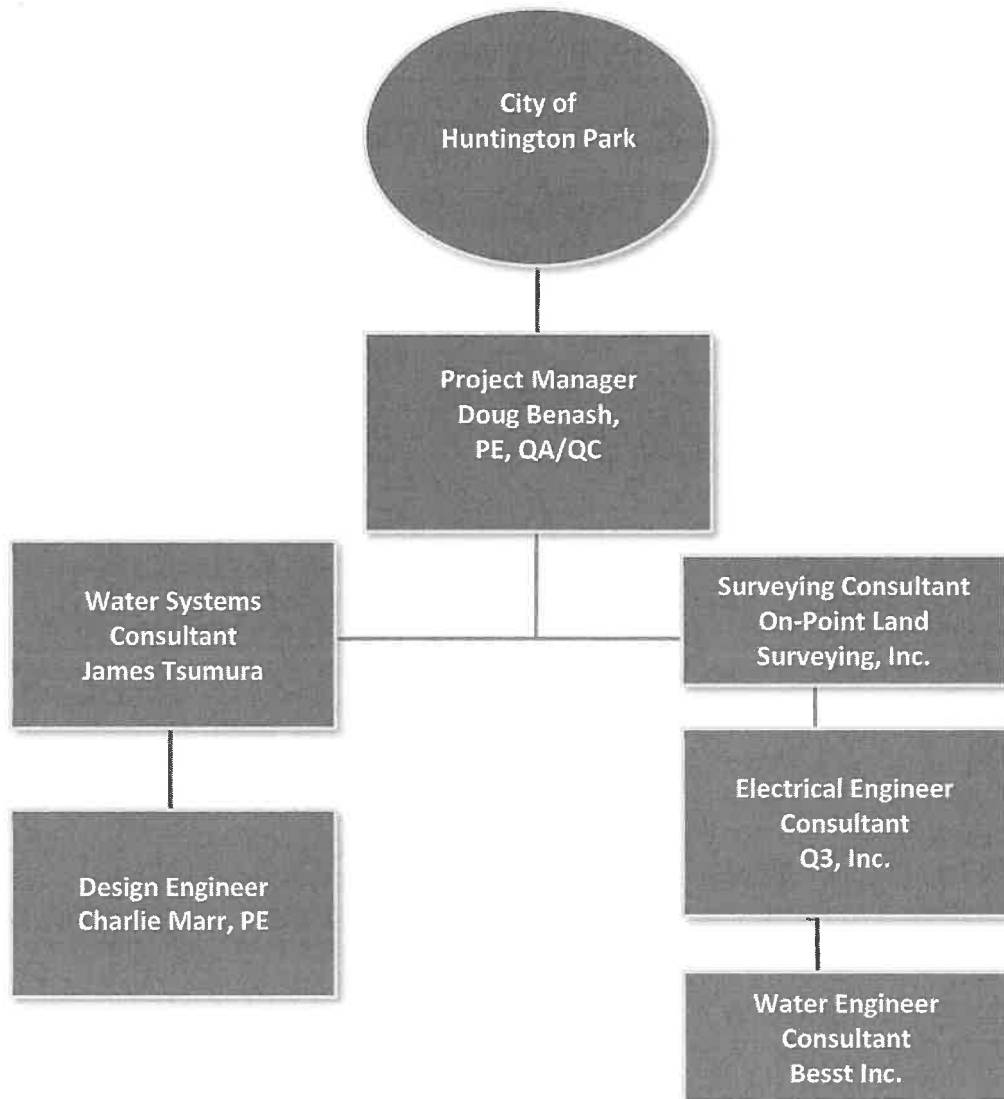 City of
Huntington Park
Project Manager
Doug Benash,
PE, QA/QC
Water Systems
Consultant
James Tsumura
Surveying Consultant
On-Point Land
Surveying, Inc.
Design Engineer
Charlie Marr, PE
Electrical Engineer
Consultant
Q3, Inc.
Water Engineer
Consultant
Besst Inc.